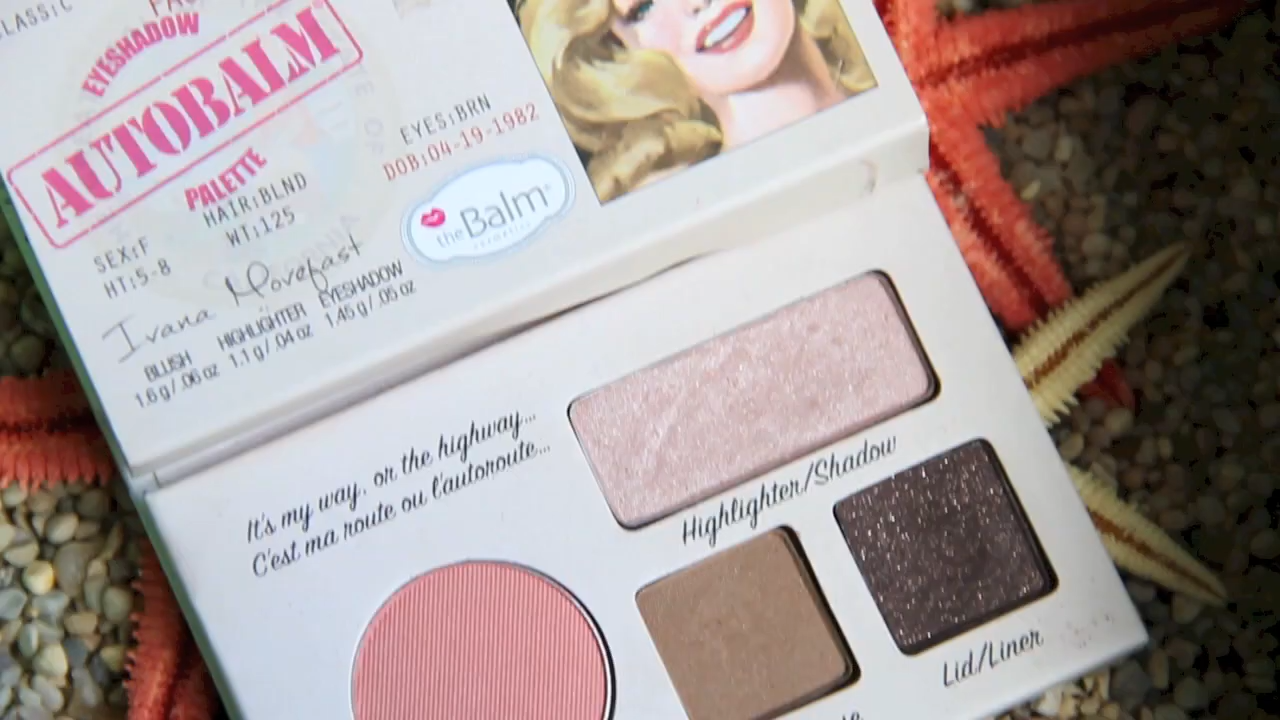 CLASS:C
EYESHADOW
AUTOBALM
PALETTE
EYES:BRN
DOB:04-19-1982
HAIR:BLND
WT:125
SEX:F
HT:5-8
theBalm
cosmetics
Ivana Movefast
BLUSH
1.6 g / .06 oz
HIGHLIGHTER
1.1 g / .04 oz
EYESHADOW
1.45 g / .05 oz
It's my way, or the highway...
C'est ma route ou l'autoroute...
Highlighter/Shadow
Lid/Liner